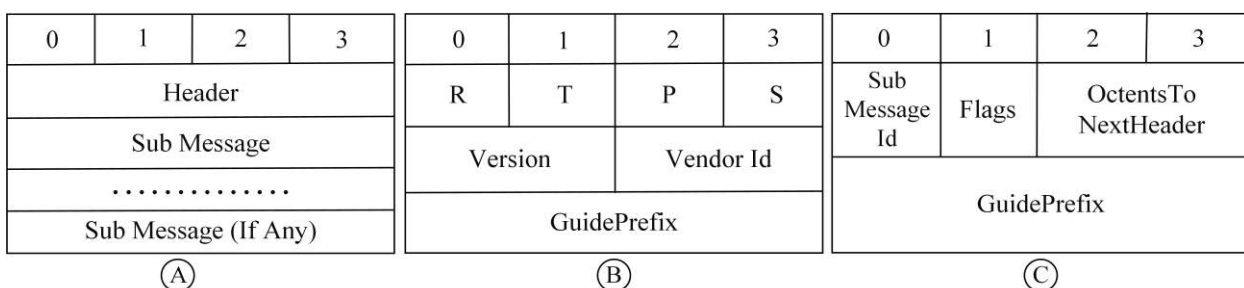 0 1 2 3
Header
Sub Message
..............
Sub Message (If Any)
A
0 1 2 3
R T P S
Version Vendor Id
GuidePrefix
B
0 1 2 3
Sub
Message
Id
Flags
OctentsTo
NextHeader
GuidePrefix
C